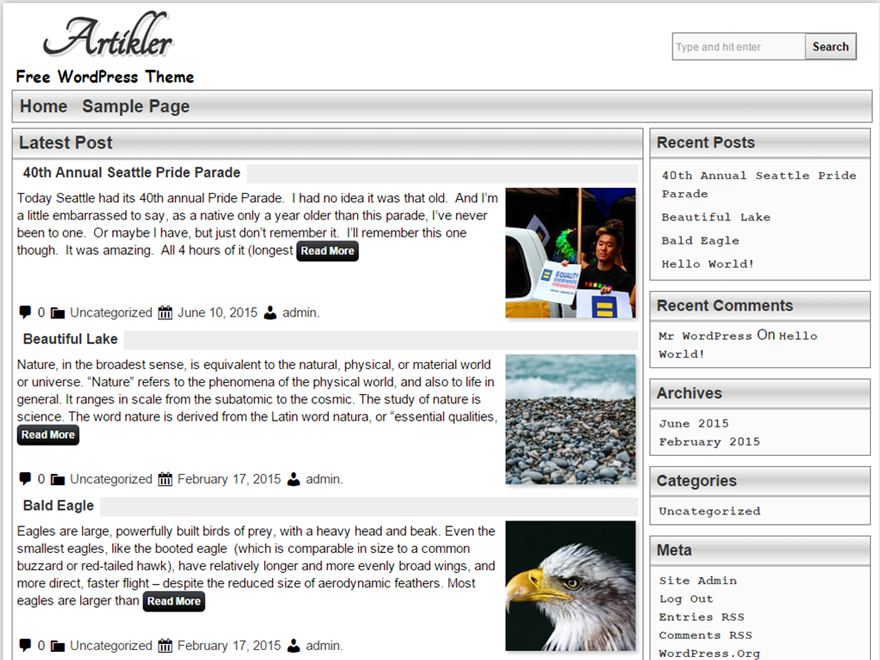 Artikler
Free WordPress Theme
Type and hit enter
Search
Home Sample Page
Latest Post
40th Annual Seattle Pride Parade
Today Seattle had its 40th annual Pride Parade.  I had no idea it was that old.  And I'm
a little embarrassed to say, as a native only a year older than this parade, I've never
been to one.  Or maybe I have, but just don't remember it.  I'll remember this one
though.  It was amazing.  All 4 hours of it (longest Read More
EQUALITY
EVERYWHERE
FOR EVERYONE
0 Uncategorized June 10, 2015 admin.
Beautiful Lake
Nature, in the broadest sense, is equivalent to the natural, physical, or material world
or universe. “Nature” refers to the phenomena of the physical world, and also to life in
general. It ranges in scale from the subatomic to the cosmic. The study of nature is
science. The word nature is derived from the Latin word natura, or “essential qualities,
Read More
0 Uncategorized February 17, 2015 admin.
Bald Eagle
Eagles are large, powerfully built birds of prey, with a heavy head and beak. Even the
smallest eagles, like the booted eagle  (which is comparable in size to a common
buzzard or red-tailed hawk), have relatively longer and more evenly broad wings, and
more direct, faster flight – despite the reduced size of aerodynamic feathers. Most
eagles are larger than Read More
0 Uncategorized February 17, 2015 admin.
Recent Posts
40th Annual Seattle Pride
Parade
Beautiful Lake
Bald Eagle
Hello World!
Recent Comments
Mr WordPress On Hello
World!
Archives
June 2015
February 2015
Categories
Uncategorized
Meta
Site Admin
Log Out
Entries RSS
Comments RSS
WordPress.Org